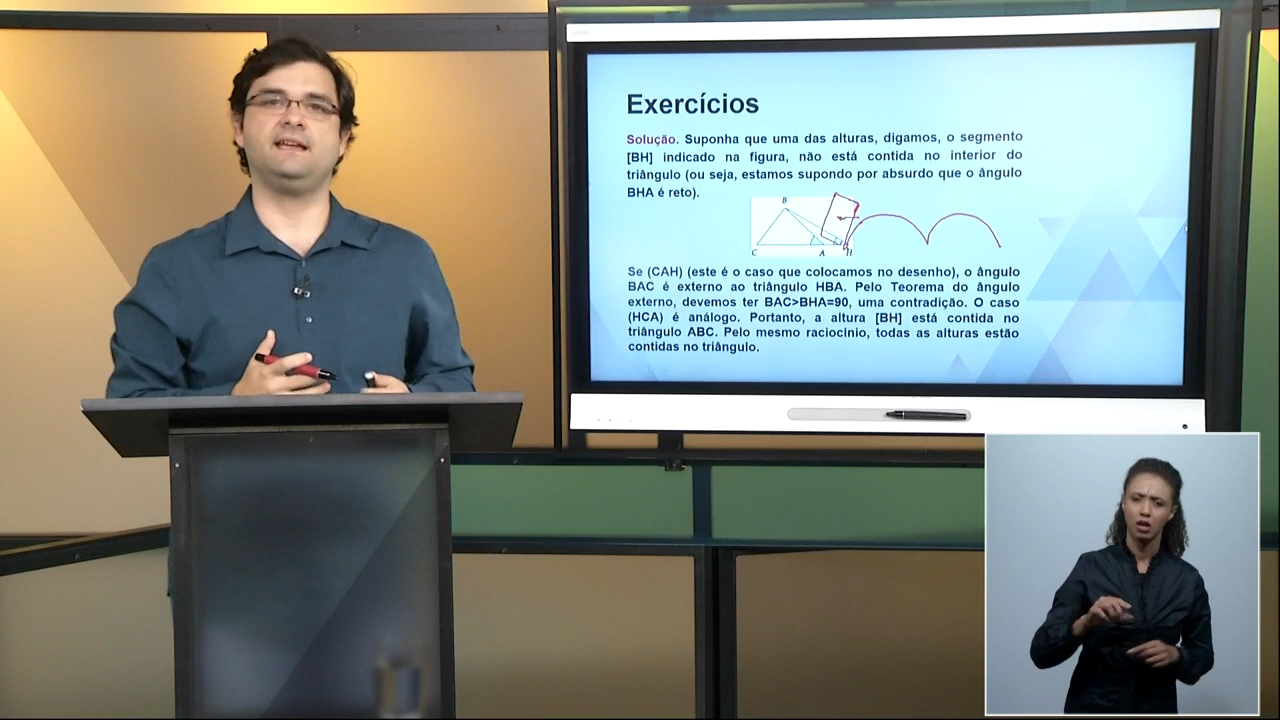 Exercícios
Solução. Suponha que uma das alturas, digamos, o segmento
[BH] indicado na figura, não está contida no interior do
triângulo (ou seja, estamos supondo por absurdo que o ângulo
BHA é reto).
B
C A H
Se (CAH) (este é o caso que colocamos no desenho), o ângulo
BAC é externo ao triângulo HBA. Pelo Teorema do ângulo
externo, devemos ter BAC>BHA=90, uma contradição. O caso
(HCA) é análogo. Portanto, a altura [BH] está contida no
triângulo ABC. Pelo mesmo raciocínio, todas as alturas estão
contidas no triângulo.